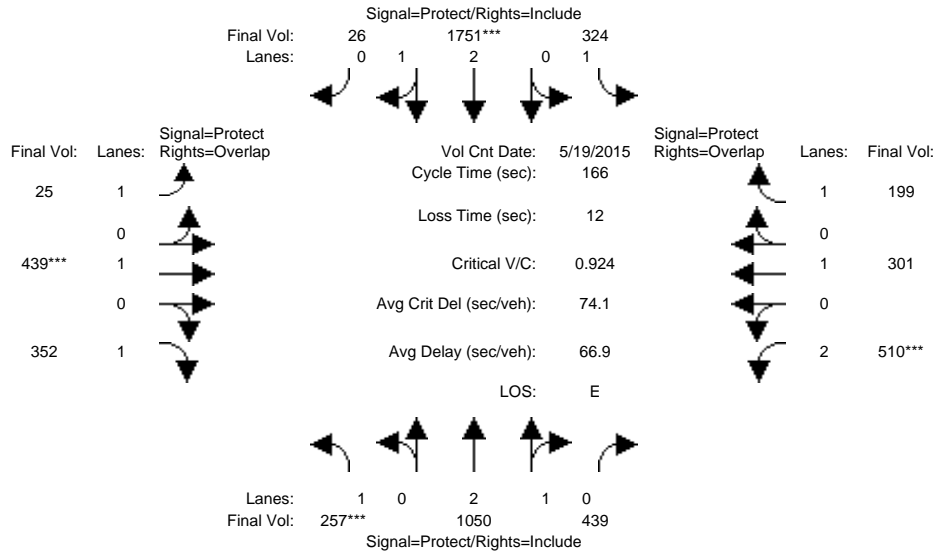 Signal=Protect/Rights=Include
Final Vol: 26 1751*** 324
Lanes: 0 1 2 0 1
Signal=Protect Signal=Protect
Final Vol: Lanes: Rights=Overlap Vol Cnt Date: 5/19/2015 Rights=Overlap Lanes: Final Vol:
Cycle Time (sec): 166
25 1 1 199
Loss Time (sec): 12
0 0
439*** 1 Critical V/C: 0.924 1 301
0 Avg Crit Del (sec/veh): 74.1 0
352 1 Avg Delay (sec/veh): 66.9 2 510***
LOS: E
Lanes: 1 0 2 1 0
Final Vol: 257*** 1050 439
Signal=Protect/Rights=Include